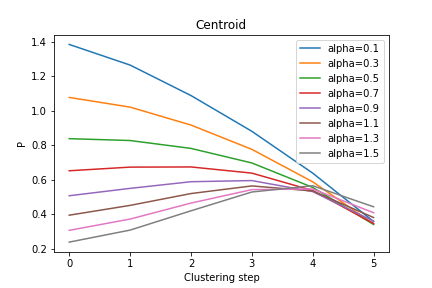 Centroid
P
1.4
1.2
1.0
0.8
0.6
0.4
0.2
alpha=0.1
alpha=0.3
alpha=0.5
alpha=0.7
alpha=0.9
alpha=1.1
alpha=1.3
alpha=1.5
0 1 2 3 4 5
Clustering step